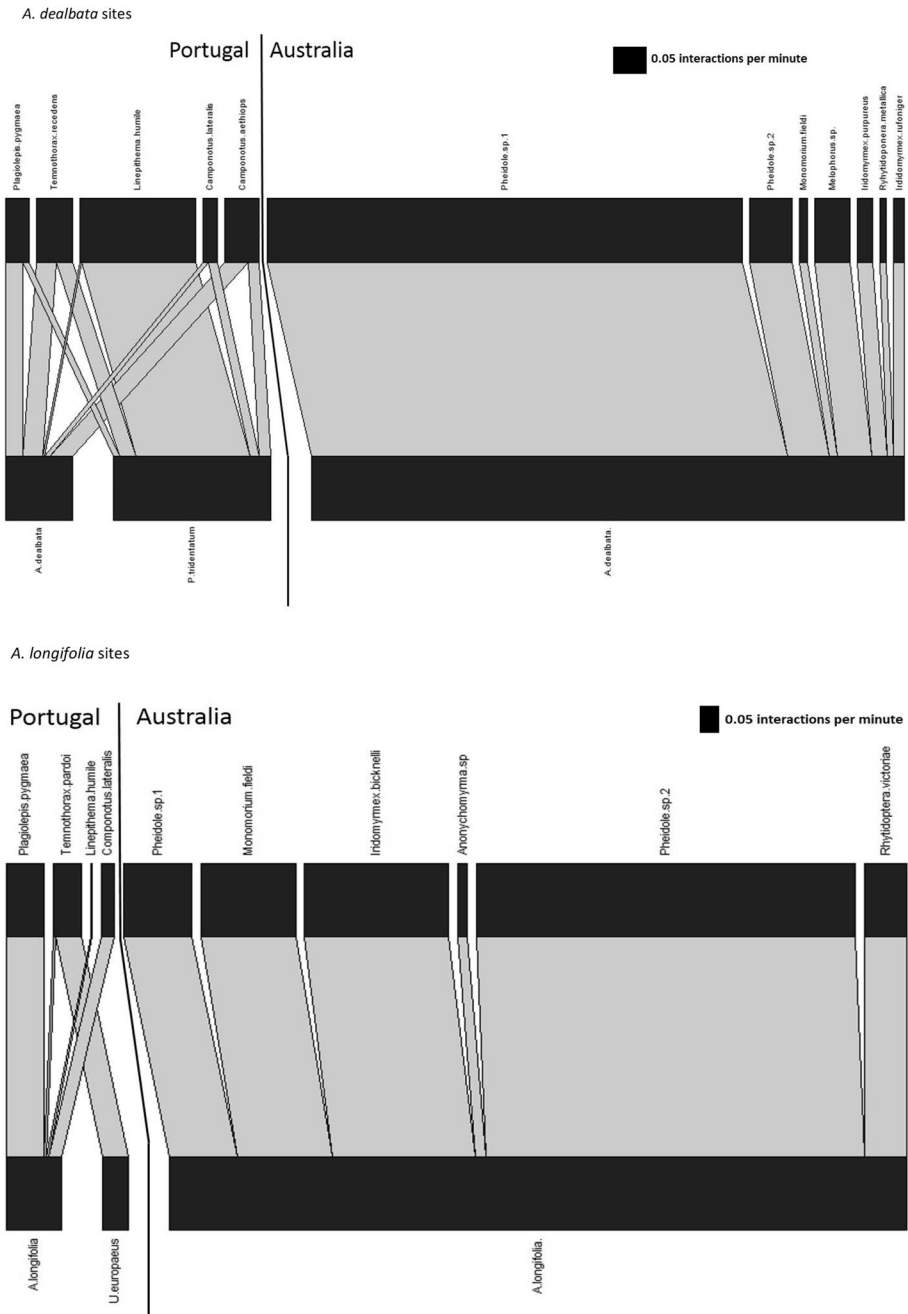 A. dealbata sites
Portugal
Australia
0.05 interactions per minute
Plagiolepis.pygmaea
Temnothorax.recedens
Linepithema.humile
Camponotus.lateralis
Camponotus.aethiops
Pheidole.sp.1
Pheidole.sp.2
Monomorium.fieldi
Melophorus.sp.
Iridomyrmex.purpureus
Ryhytidoponera.metallica
Irdidomyrmex.rufoniger
A.dealbata
P.tridentatum
A.dealbata.
A. longifolia sites
Portugal
Australia
0.05 interactions per minute
Plagiolepis.pygmaea
Temnothorax.pardoi
Linepithema.humile
Componotus.lateralis
Pheidole.sp.1
Monomorium.fieldi
Iridomyrmex.bicknelli
Anonychomyrma.sp
Pheidole.sp.2
Rhytidoptera.victoriae
A.longifolia
U.europaeus
A.longifolia.